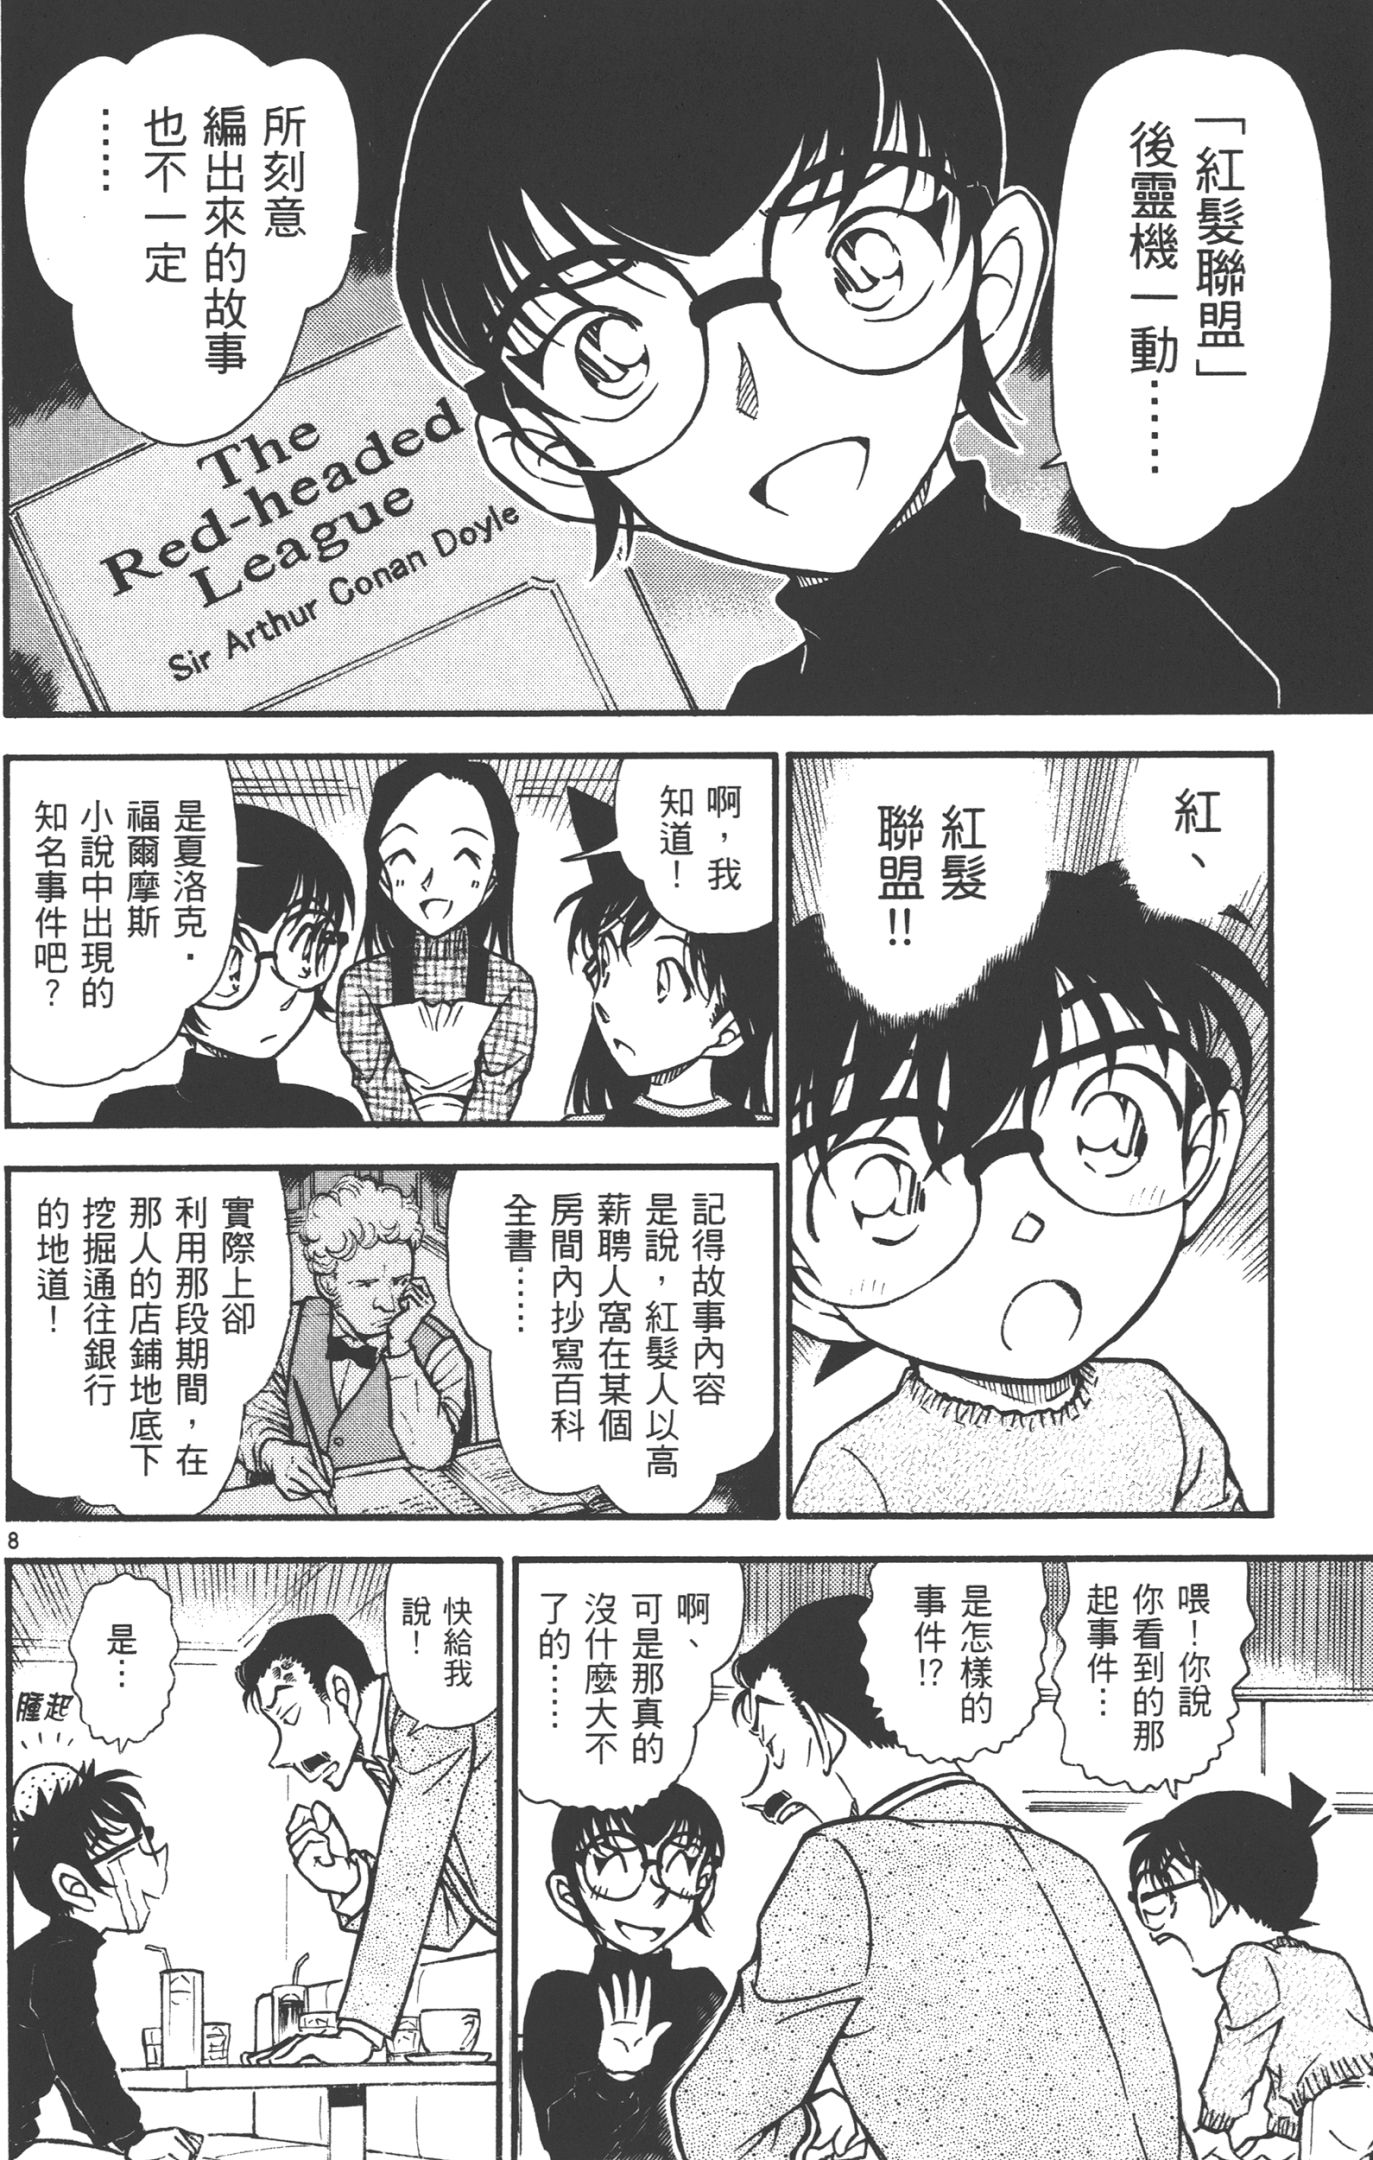 「紅髮聯盟」
後靈機一動……
所刻意
編出來的故事
也不一定
……
The
Red-headed
League
Sir Arthur Conan Doyle
紅、
紅髮
聯盟!!
啊，我
知道！
是夏洛克·
福爾摩斯
小說中出現的
知名事件吧？
記得故事內容
是說，紅髮人以高
薪聘人窩在某個
房間內抄寫百科
全書……
實際上卻
利用那段期間，在
那人的店鋪地底下
挖掘通往銀行
的地道！
8
喂！你說
你看到的那
起事件…
是怎樣的
事件!?
啊、
可是那真的
沒什麼大不
了的……
快給我
說！
是…
腫起